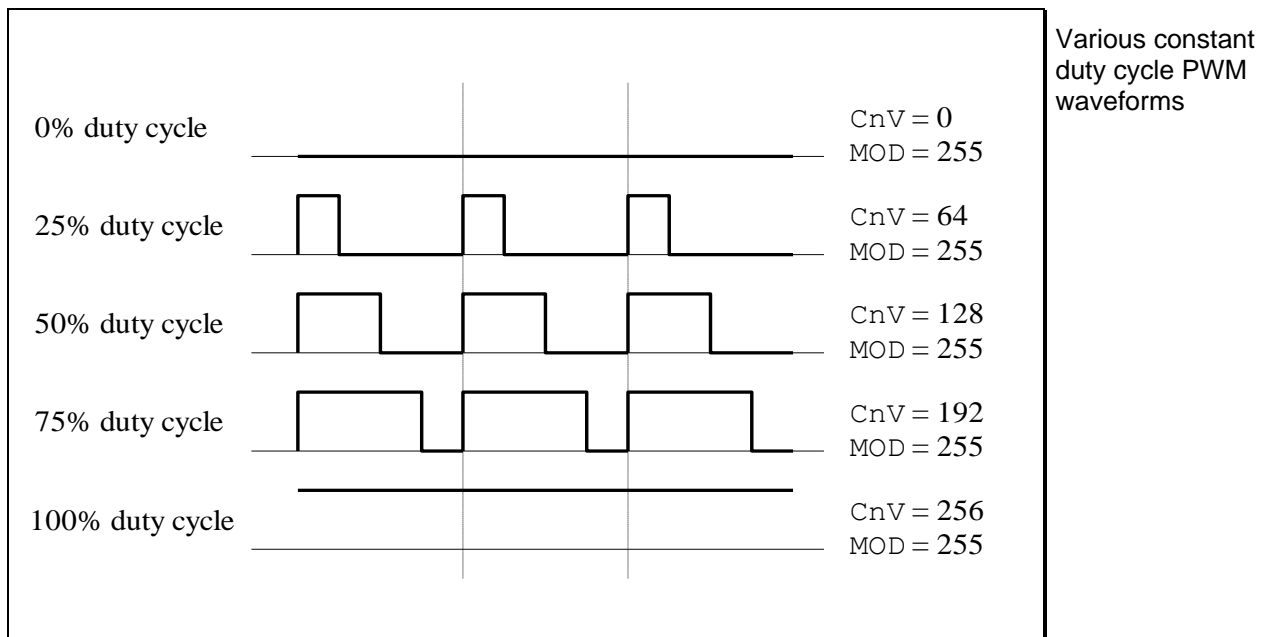 0% duty cycle
CnV = 0
MOD = 255
25% duty cycle
CnV = 64
MOD = 255
50% duty cycle
CnV = 128
MOD = 255
75% duty cycle
CnV = 192
MOD = 255
100% duty cycle
CnV = 256
MOD = 255
Various constant
duty cycle PWM
waveforms